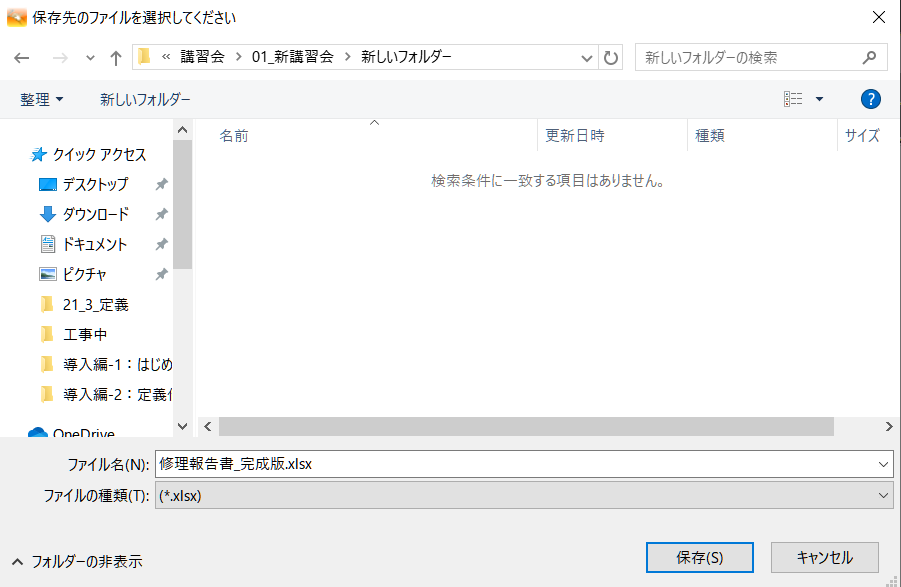 保存先のファイルを選択してください
« 講習会 › 01_新講習会 › 新しいフォルダー
新しいフォルダーの検索
整理
新しいフォルダー
?
名前
更新日時
種類
サイズ
検索条件に一致する項目はありません。
クイック アクセス
デスクトップ
ダウンロード
ドキュメント
ピクチャ
21_3_定義
工事中
導入編-1：はじめ
導入編-2：定義
OneDrive
ファイル名(N):
修理報告書_完成版.xlsx
ファイルの種類(T):
(*.xlsx)
フォルダーの非表示
保存(S)
キャンセル